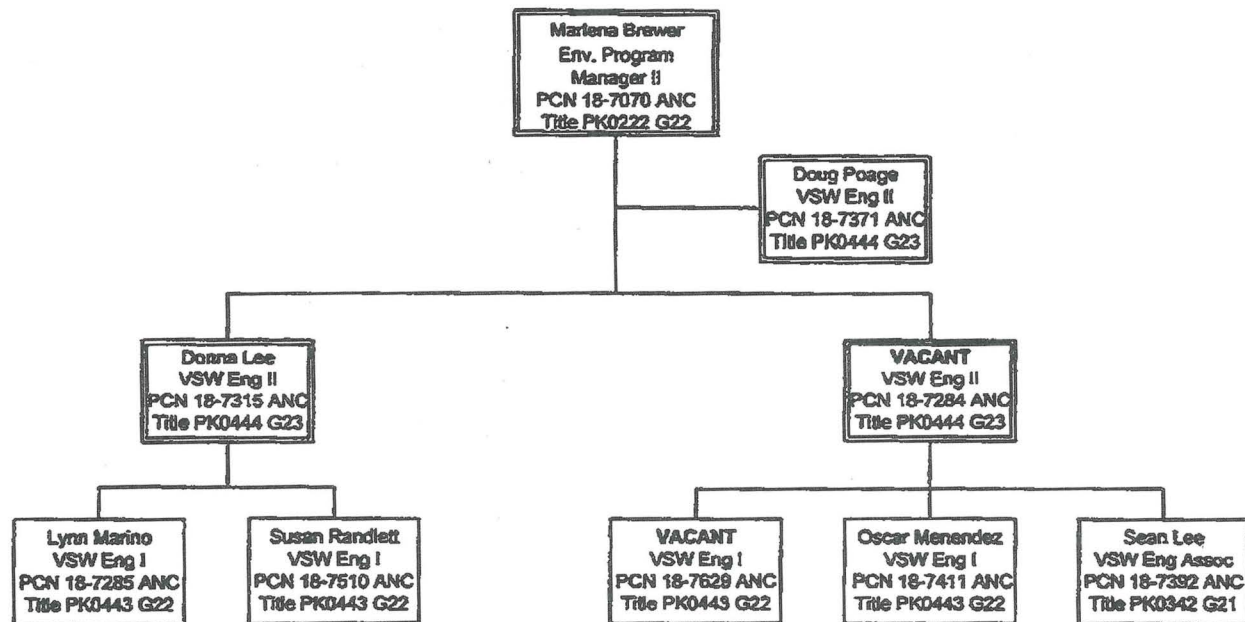 Marlena Brewer
Env. Program
Manager II
PCN 18-7070 ANC
Title PK0222 G22
Doug Poage
VSW Eng II
PCN 18-7371 ANC
Title PK0444 G23
Donna Lee
VSW Eng II
PCN 18-7315 ANC
Title PK0444 G23
VACANT
VSW Eng II
PCN 18-7284 ANC
Title PK0444 G23
Lynn Marino
VSW Eng I
PCN 18-7285 ANC
Title PK0443 G22
Susan Randlett
VSW Eng I
PCN 18-7510 ANC
Title PK0443 G22
VACANT
VSW Eng I
PCN 18-7629 ANC
Title PK0443 G22
Oscar Menendez
VSW Eng I
PCN 18-7411 ANC
Title PK0443 G22
Sean Lee
VSW Eng Assoc
PCN 18-7392 ANC
Title PK0342 G21